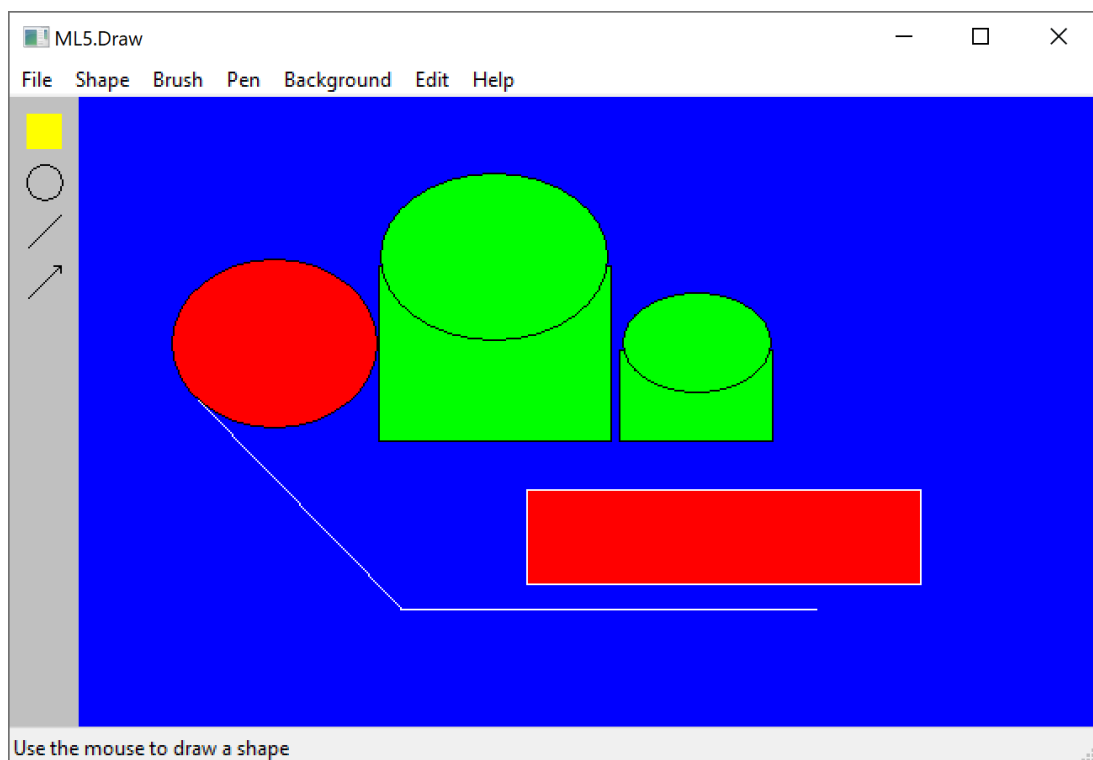 ML5.Draw
File Shape Brush Pen Background Edit Help
Use the mouse to draw a shape